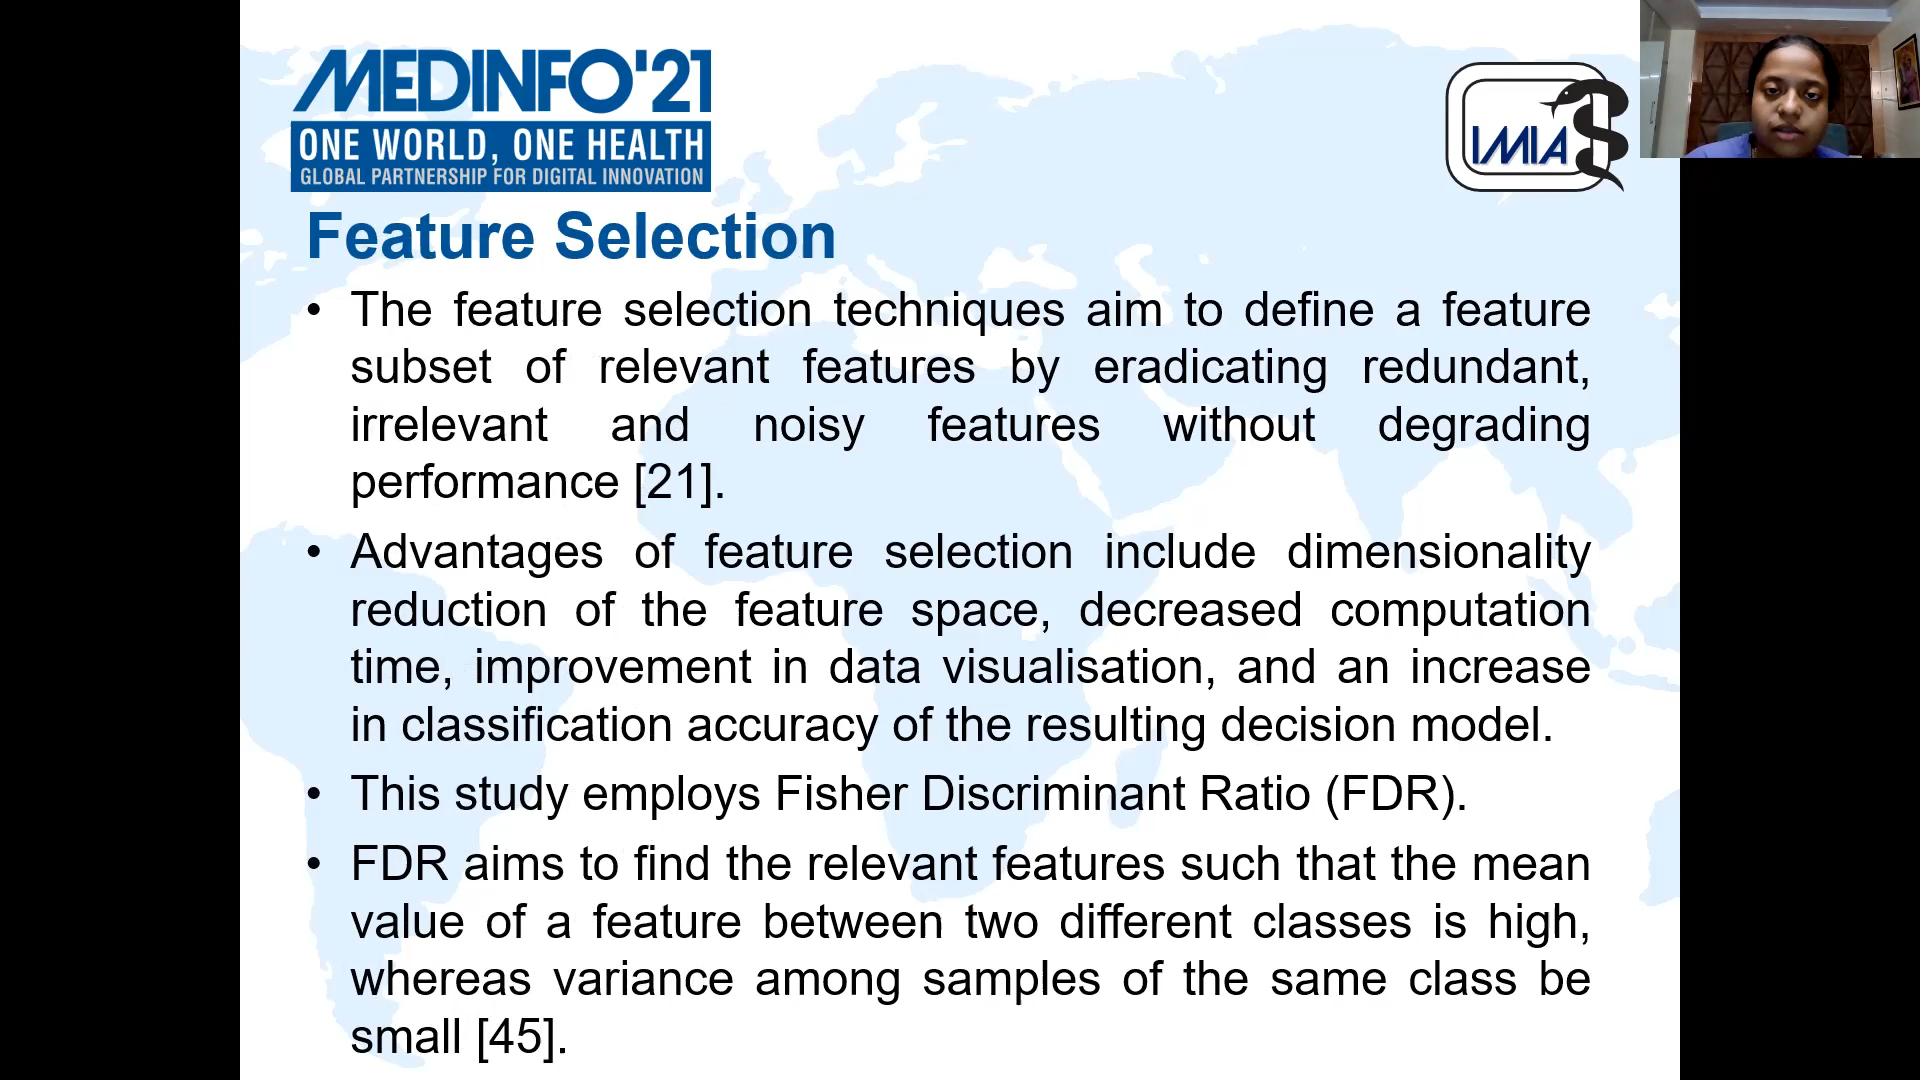 MEDINFO'21
ONE WORLD, ONE HEALTH
GLOBAL PARTNERSHIP FOR DIGITAL INNOVATION
IMIA
Feature Selection
• The feature selection techniques aim to define a feature
subset of relevant features by eradicating redundant,
irrelevant and noisy features without degrading
performance [21].
• Advantages of feature selection include dimensionality
reduction of the feature space, decreased computation
time, improvement in data visualisation, and an increase
in classification accuracy of the resulting decision model.
• This study employs Fisher Discriminant Ratio (FDR).
• FDR aims to find the relevant features such that the mean
value of a feature between two different classes is high,
whereas variance among samples of the same class be
small [45].